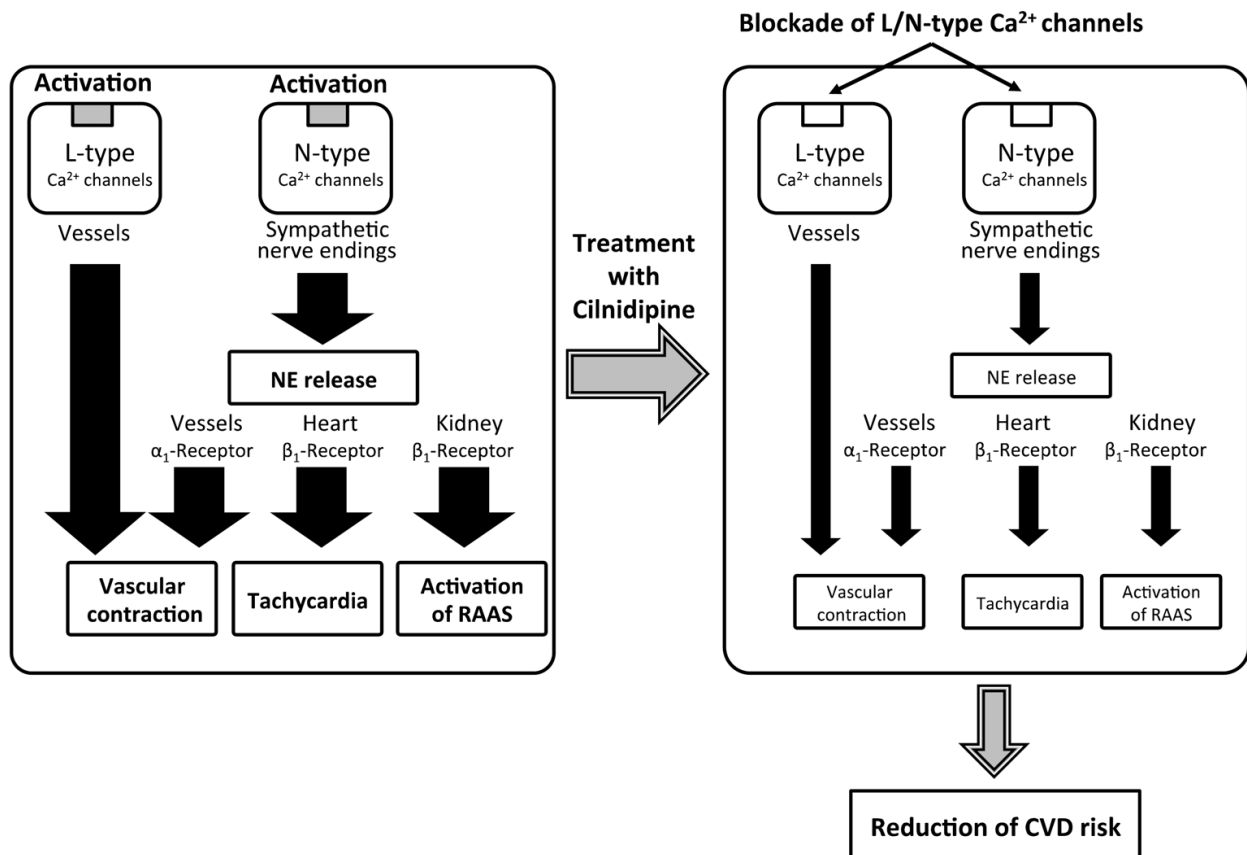 Blockade of L/N-type Ca²⁺ channels
Activation
Activation
L-type
Ca²⁺ channels
N-type
Ca²⁺ channels
Vessels
Sympathetic
nerve endings
NE release
Vessels
α₁-Receptor
Heart
β₁-Receptor
Kidney
β₁-Receptor
Vascular
contraction
Tachycardia
Activation
of RAAS
Treatment
with
Cilnidipine
L-type
Ca²⁺ channels
N-type
Ca²⁺ channels
Vessels
Sympathetic
nerve endings
NE release
Vessels
α₁-Receptor
Heart
β₁-Receptor
Kidney
β₁-Receptor
Vascular
contraction
Tachycardia
Activation
of RAAS
Reduction of CVD risk